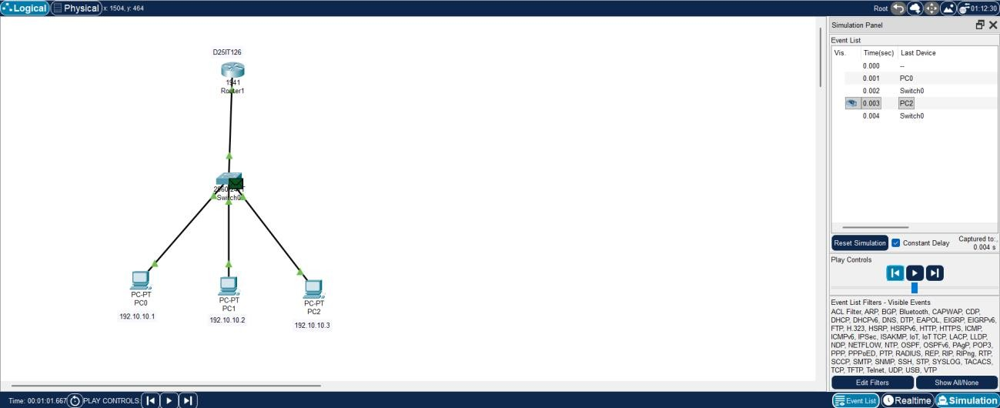 Logical Physical x: 1504, y: 464 Root 01:12:30
D25IT126
1941
Router1
Switch0
PC-PT
PC0
192.10.10.1
PC-PT
PC1
192.10.10.2
PC-PT
PC2
192.10.10.3
Simulation Panel
Event List
Vis. Time(sec) Last Device
0.000 --
0.001 PC0
0.002 Switch0
0.003 PC2
0.004 Switch0
Reset Simulation Constant Delay Captured to:
0.004 s
Play Controls
Event List Filters - Visible Events
ACL Filter, ARP, BGP, Bluetooth, CAPWAP, CDP,
DHCP, DHCPv6, DNS, DTP, EAPOL, EIGRP, EIGRPv6,
FTP, H.323, HSRP, HSRPv6, HTTP, HTTPS, ICMP,
ICMPv6, IPSec, ISAKMP, IoT, IoT TCP, LACP, LLDP,
NDP, NETFLOW, NTP, OSPF, OSPFv6, PAgP, POP3,
PPP, PPPoED, PTP, RADIUS, REP, RIP, RIPng, RTP,
SCCP, SMTP, SNMP, SSH, STP, SYSLOG, TACACS,
TCP, TFTP, Telnet, UDP, USB, VTP
Edit Filters Show All/None
Time: 00:01:01.667 PLAY CONTROLS: Event List Realtime Simulation